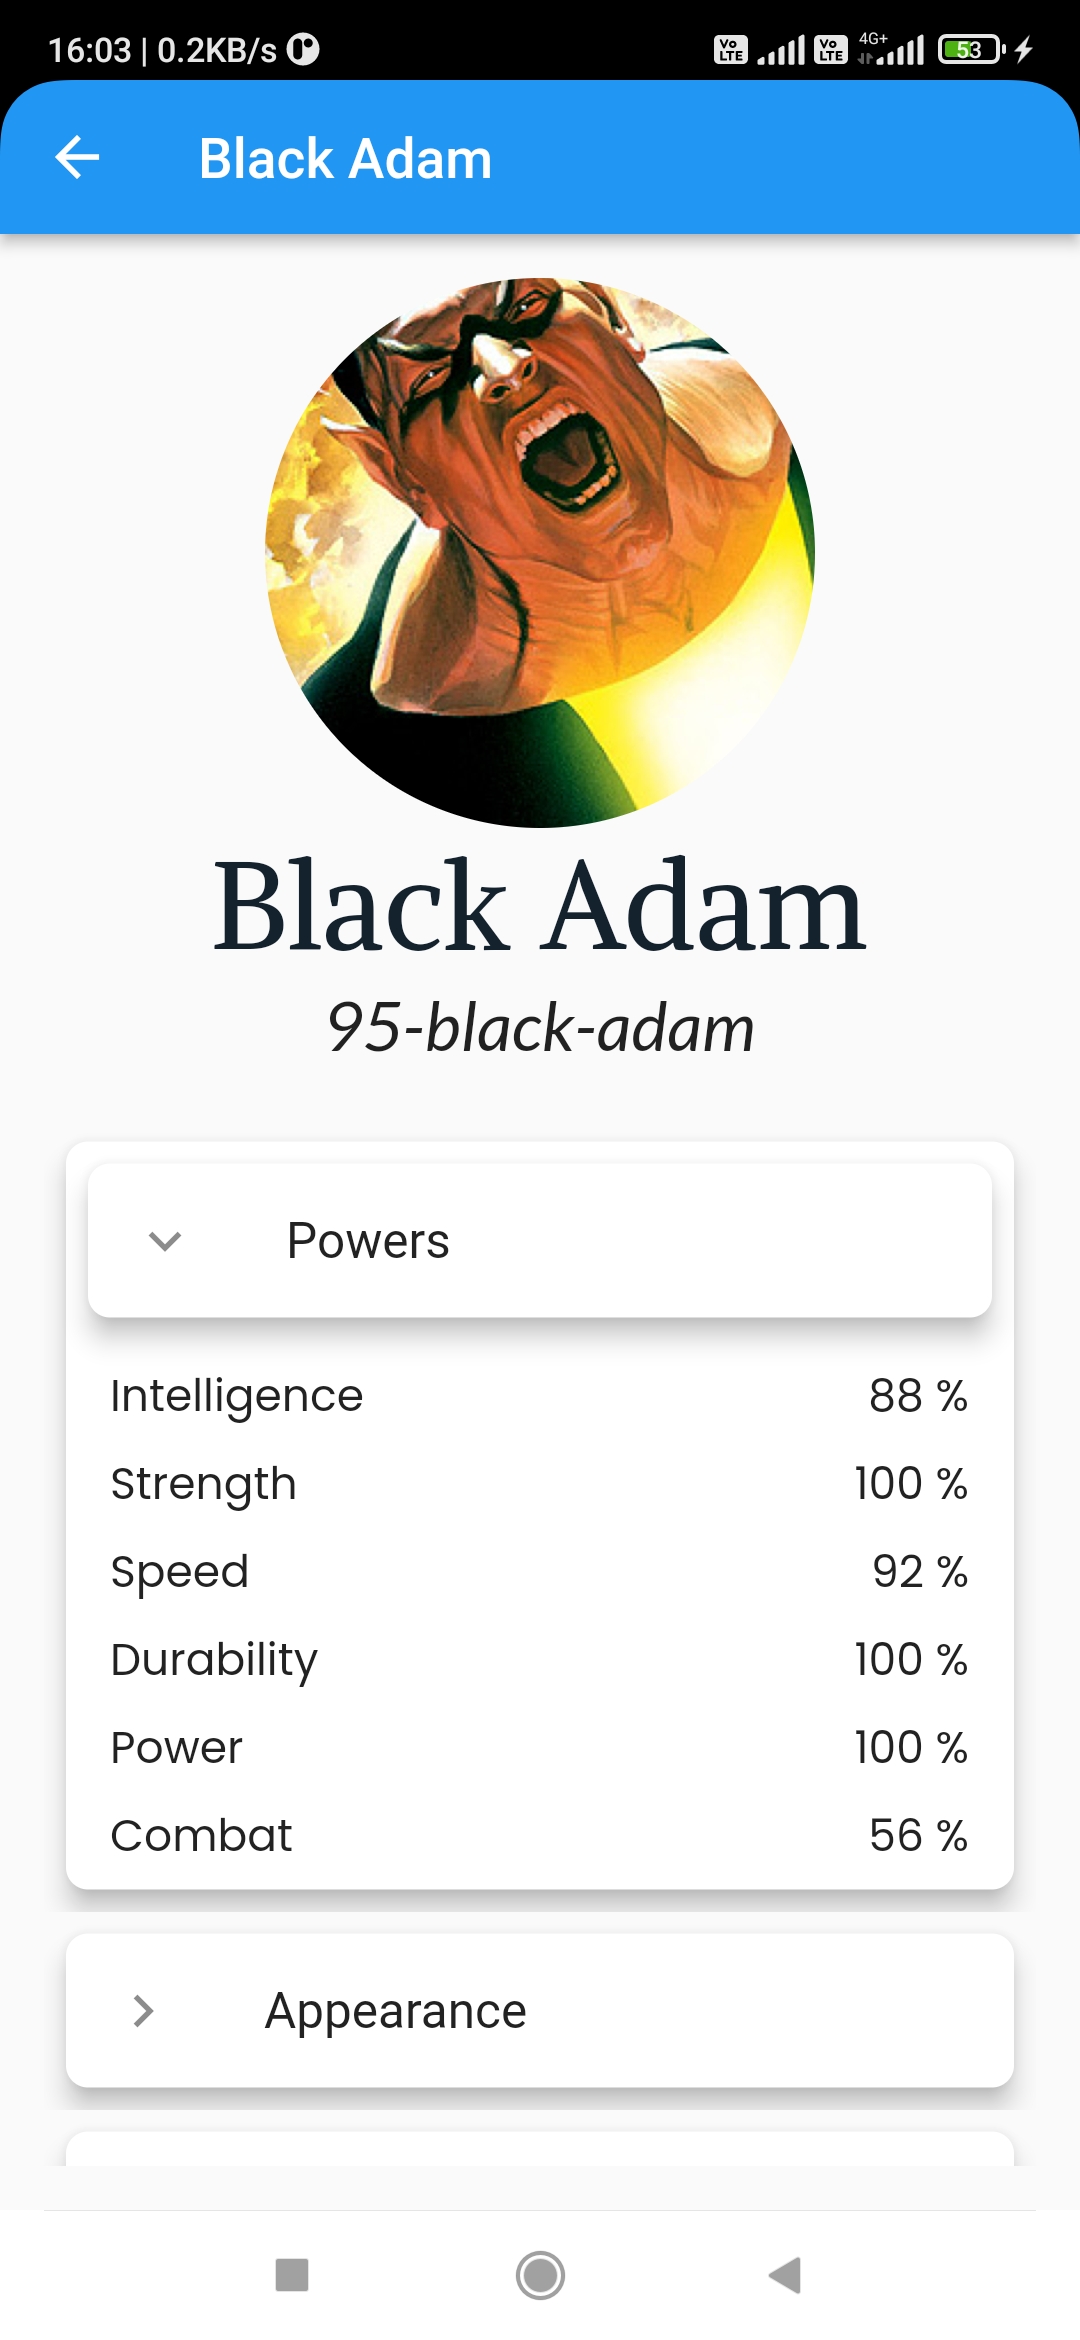 16:03 | 0.2KB/s
Vo LTE Vo LTE 4G+ 53
Black Adam
Black Adam
95-black-adam
Powers
Intelligence 88 %
Strength 100 %
Speed 92 %
Durability 100 %
Power 100 %
Combat 56 %
Appearance